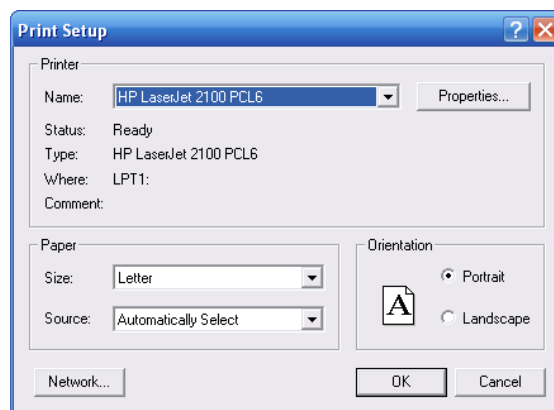 Print Setup
Printer
Name: HP LaserJet 2100 PCL6 Properties...
Status: Ready
Type: HP LaserJet 2100 PCL6
Where: LPT1:
Comment:
Paper Orientation
Size: Letter Portrait
A
Source: Automatically Select Landscape
Network... OK Cancel